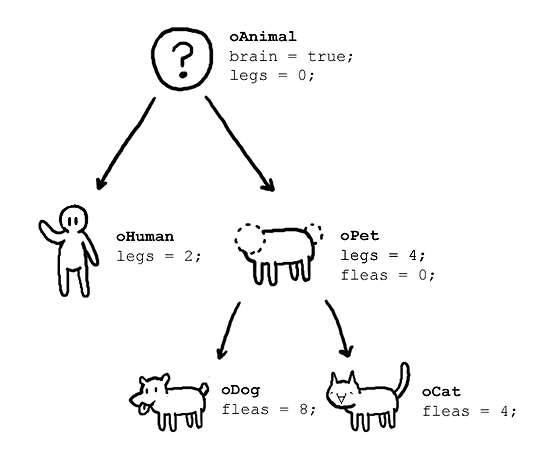 ?
oAnimal
brain = true;
legs = 0;
oHuman
legs = 2;
oPet
legs = 4;
fleas = 0;
oDog
fleas = 8;
oCat
fleas = 4;